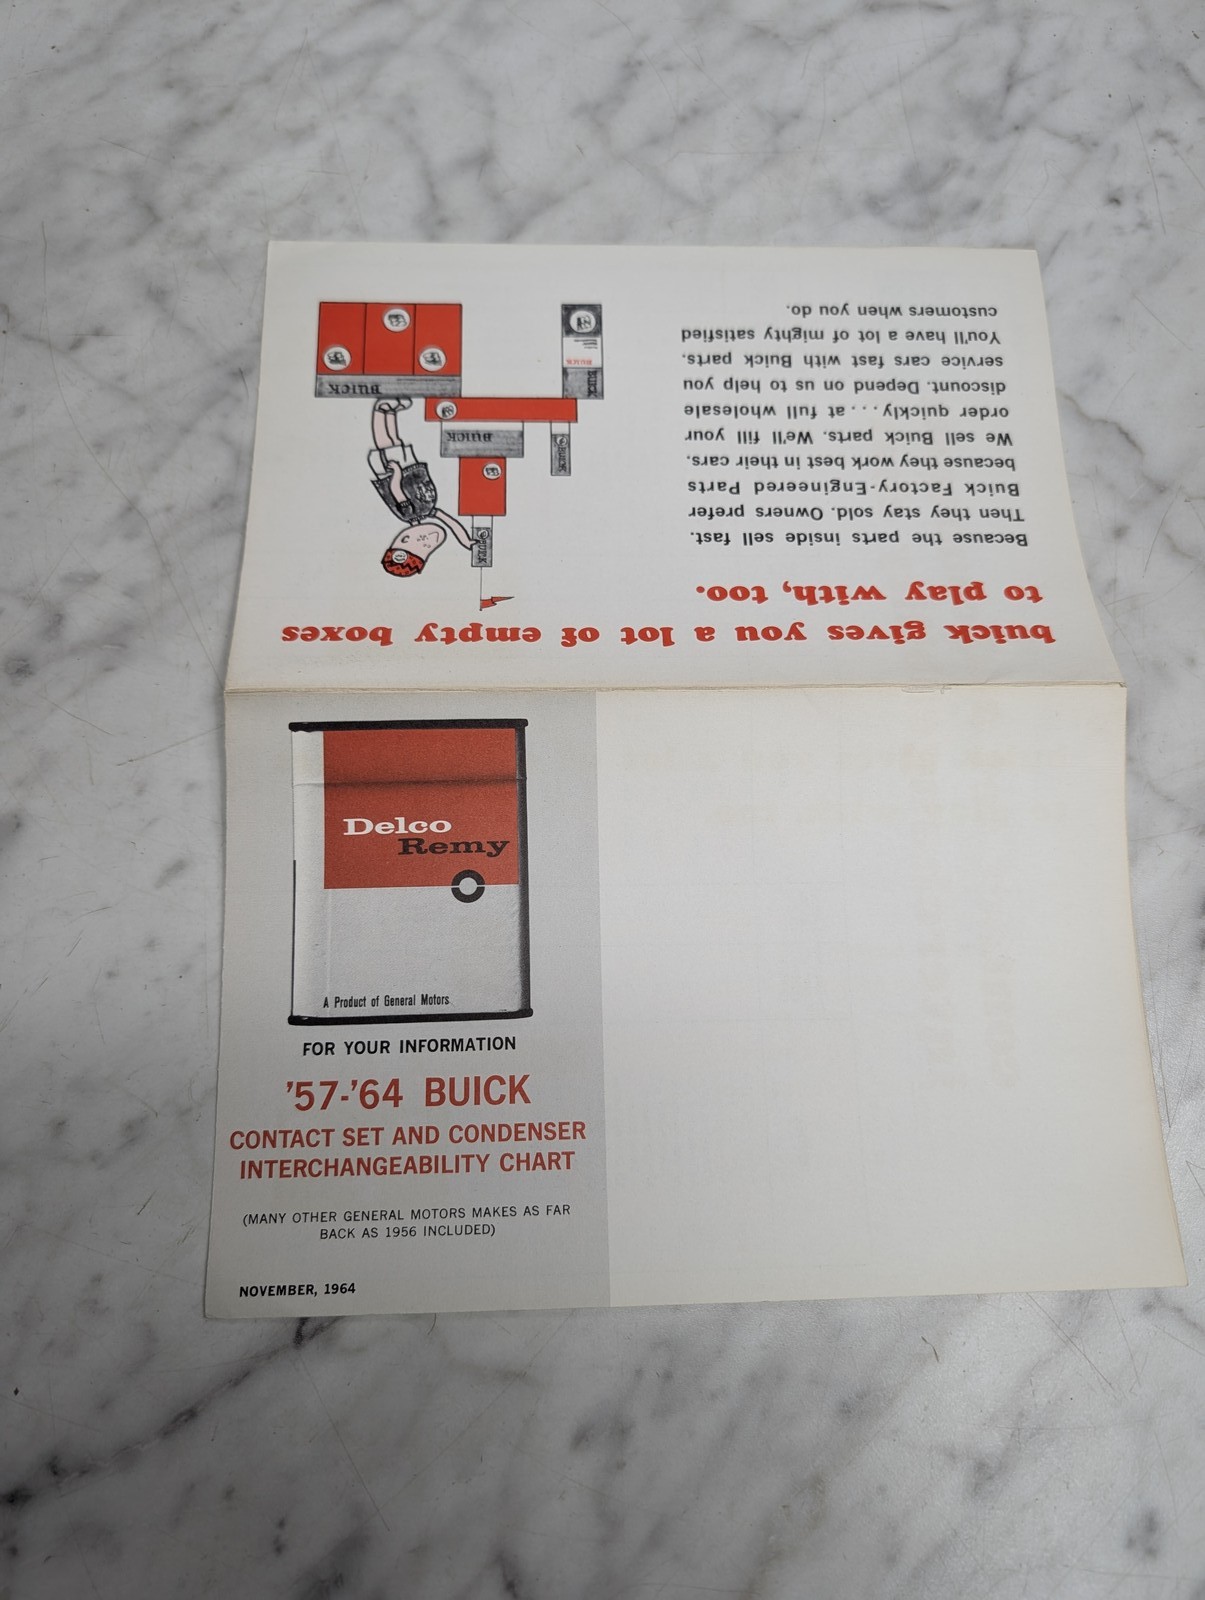 buick gives you a lot of empty boxes
to play with, too.
Because the parts inside sell fast.
Then they stay sold. Owners prefer
Buick Factory-Engineered Parts
because they work best in their cars.
We sell Buick parts. We'll fill your
order quickly . . . at full wholesale
discount. Depend on us to help you
service cars fast with Buick parts.
You'll have a lot of mighty satisfied
customers when you do.
BUICK
BUICK
BUICK
BUICK
BUICK
BUICK
Delco
Remy
A Product of General Motors
FOR YOUR INFORMATION
'57-'64 BUICK
CONTACT SET AND CONDENSER
INTERCHANGEABILITY CHART
(MANY OTHER GENERAL MOTORS MAKES AS FAR
BACK AS 1956 INCLUDED)
NOVEMBER, 1964